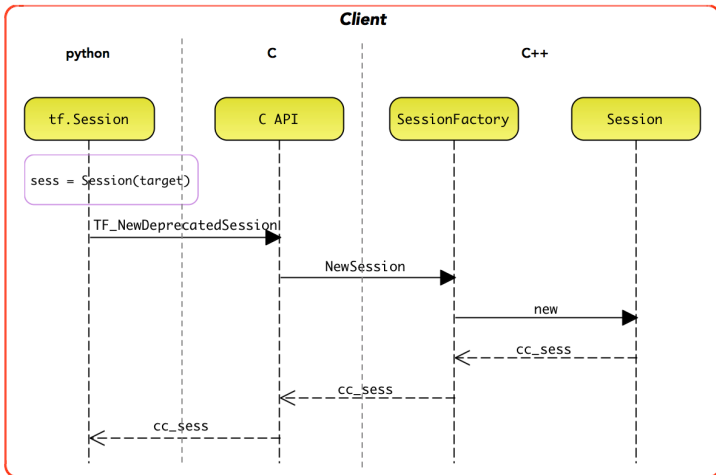 Client
python
C
C++
tf.Session
C API
SessionFactory
Session
sess = Session(target)
TF_NewDeprecatedSession
NewSession
new
cc_sess
cc_sess
cc_sess